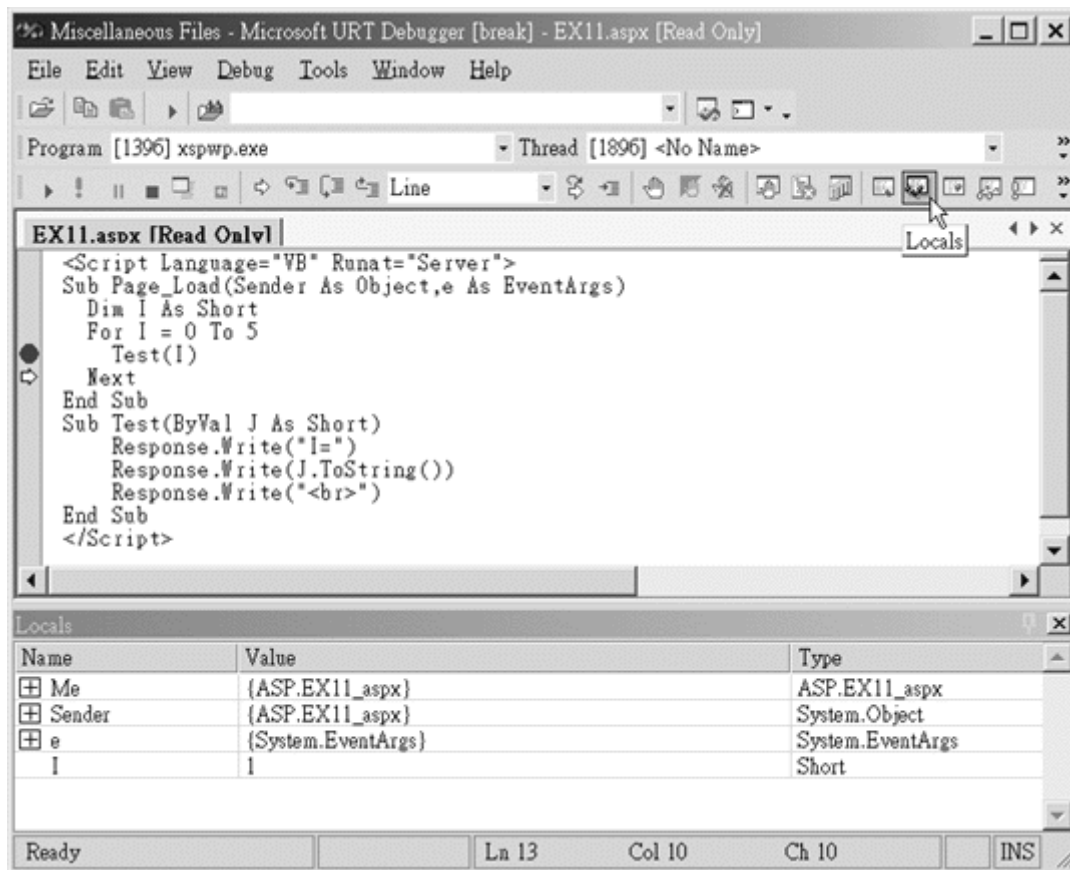 Miscellaneous Files - Microsoft URT Debugger [break] - EX11.aspx [Read Only]
File Edit View Debug Tools Window Help
Program [1396] xspwp.exe Thread [1896] <No Name>
Line
Locals
EX11.aspx [Read Only]
<Script Language="VB" Runat="Server">
Sub Page_Load(Sender As Object,e As EventArgs)
Dim I As Short
For I = 0 To 5
Test(I)
Next
End Sub
Sub Test(ByVal J As Short)
Response.Write("I=")
Response.Write(J.ToString())
Response.Write("<br>")
End Sub
</Script>
Locals
Name Value Type
Me {ASP.EX11_aspx} ASP.EX11_aspx
Sender {ASP.EX11_aspx} System.Object
e {System.EventArgs} System.EventArgs
I 1 Short
Ready Ln 13 Col 10 Ch 10 INS